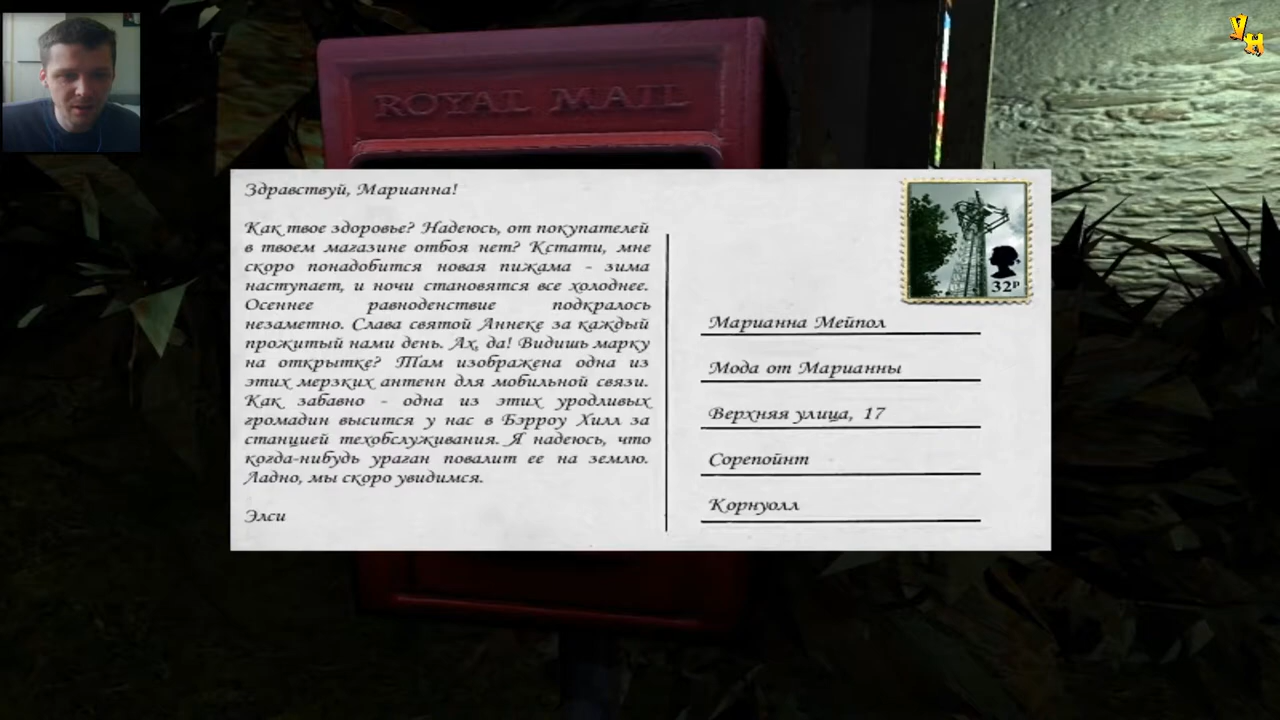 УН
ROYAL MAIL
Здравствуй, Марианна!
Как твое здоровье? Надеюсь, от покупателей
в твоем магазине отбоя нет? Кстати, мне
скоро понадобится новая пижама - зима
наступает, и ночи становятся все холоднее.
Осеннее равноденствие подкралось
незаметно. Слава святой Аннеке за каждый
прожитый нами день. Ах, да! Видишь марку
на открытке? Там изображена одна из
этих мерзких антенн для мобильной связи.
Как забавно - одна из этих уродливых
громадин высится у нас в Бэрроу Хилл за
станцией техобслуживания. Я надеюсь, что
когда-нибудь ураган повалит ее на землю.
Ладно, мы скоро увидимся.
Элси
32P
Марианна Мейпол
Мода от Марианны
Верхняя улица, 17
Сорепойнт
Корнуолл